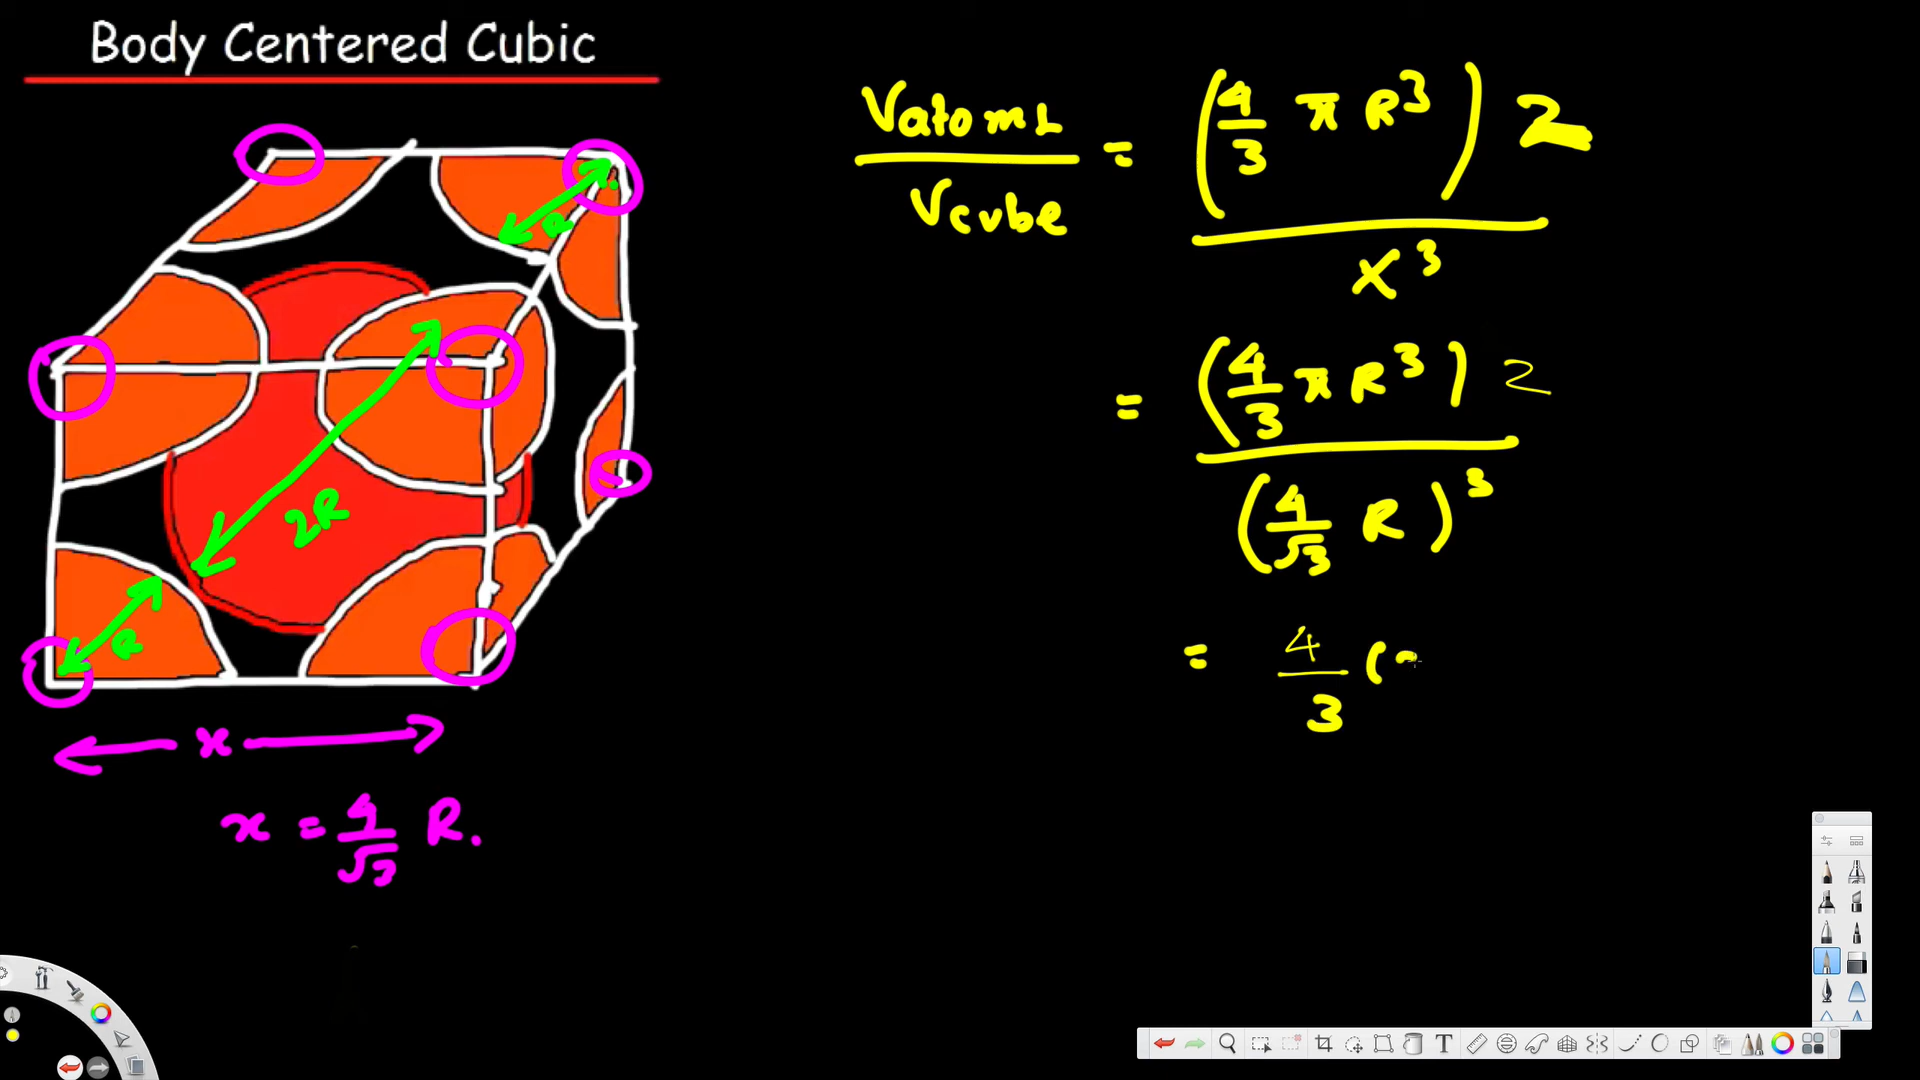 Body Centered Cubic
R
2R
R
x
x = 4/√3 R.
Vatoms/Vcube = (4/3 π R³) 2 / x³
= (4/3 π R³) 2 / (4/√3 R)³
= 4/3 (